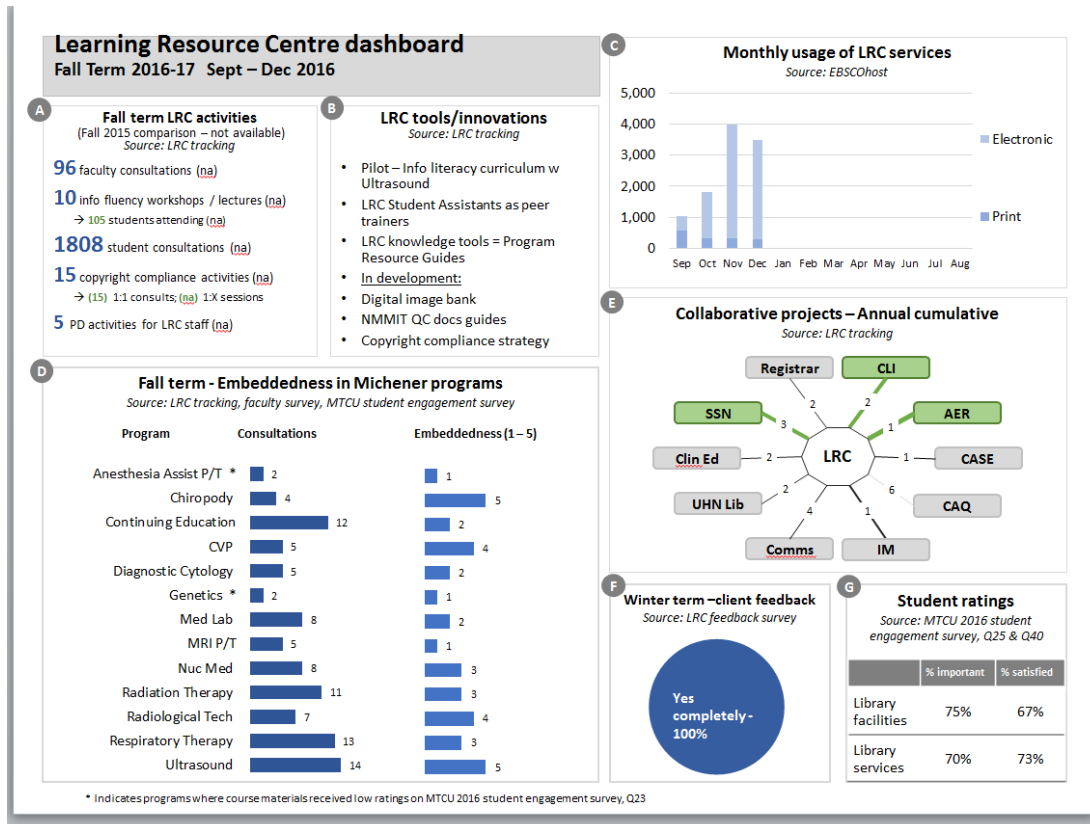 Learning Resource Centre dashboard
Fall Term 2016-17 Sept – Dec 2016
A
Fall term LRC activities
(Fall 2015 comparison – not available)
Source: LRC tracking
96 faculty consultations (na)
10 info fluency workshops / lectures (na)
→ 105 students attending (na)
1808 student consultations (na)
15 copyright compliance activities (na)
→ (15) 1:1 consults; (na) 1:X sessions
5 PD activities for LRC staff (na)
B
LRC tools/innovations
Source: LRC tracking
• Pilot – Info literacy curriculum w
Ultrasound
• LRC Student Assistants as peer
trainers
• LRC knowledge tools = Program
Resource Guides
• In development:
• Digital image bank
• NMMIT QC docs guides
• Copyright compliance strategy
C
Monthly usage of LRC services
Source: EBSCOhost
5,000
4,000
3,000
2,000
1,000
0
Sep Oct Nov Dec Jan Feb Mar Apr May Jun Jul Aug
Electronic
Print
D
Fall term - Embeddedness in Michener programs
Source: LRC tracking, faculty survey, MTCU student engagement survey
Program Consultations Embeddedness (1 – 5)
Anesthesia Assist P/T * 2 1
Chiropody 4 5
Continuing Education 12 2
CVP 5 4
Diagnostic Cytology 5 2
Genetics * 2 1
Med Lab 8 2
MRI P/T 5 1
Nuc Med 8 3
Radiation Therapy 11 3
Radiological Tech 7 4
Respiratory Therapy 13 3
Ultrasound 14 5
E
Collaborative projects – Annual cumulative
Source: LRC tracking
Registrar CLI
2 2
SSN AER
3 1
Clin Ed 2 LRC 1 CASE
2 6
UHN Lib CAQ
4 1
Comms IM
F
Winter term –client feedback
Source: LRC feedback survey
Yes
completely -
100%
G
Student ratings
Source: MTCU 2016 student
engagement survey, Q25 & Q40
% important % satisfied
Library
facilities 75% 67%
Library
services 70% 73%
* Indicates programs where course materials received low ratings on MTCU 2016 student engagement survey, Q23